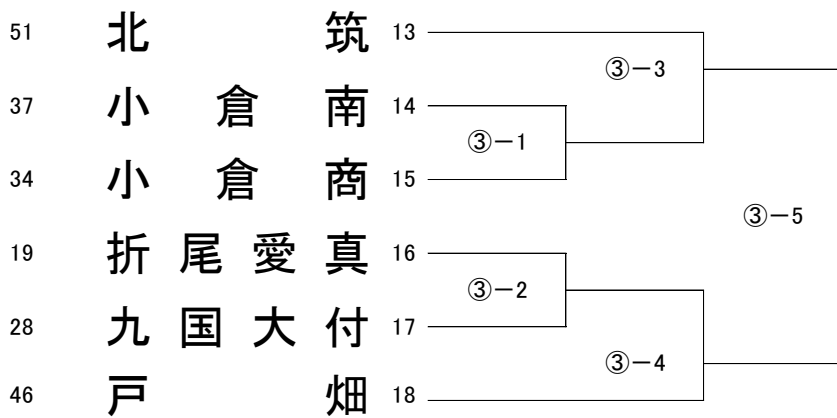 51 北筑 13
③−3
37 小倉南 14
③−1
34 小倉商 15
③−5
19 折尾愛真 16
③−2
28 九国大付 17
③−4
46 戸畑 18